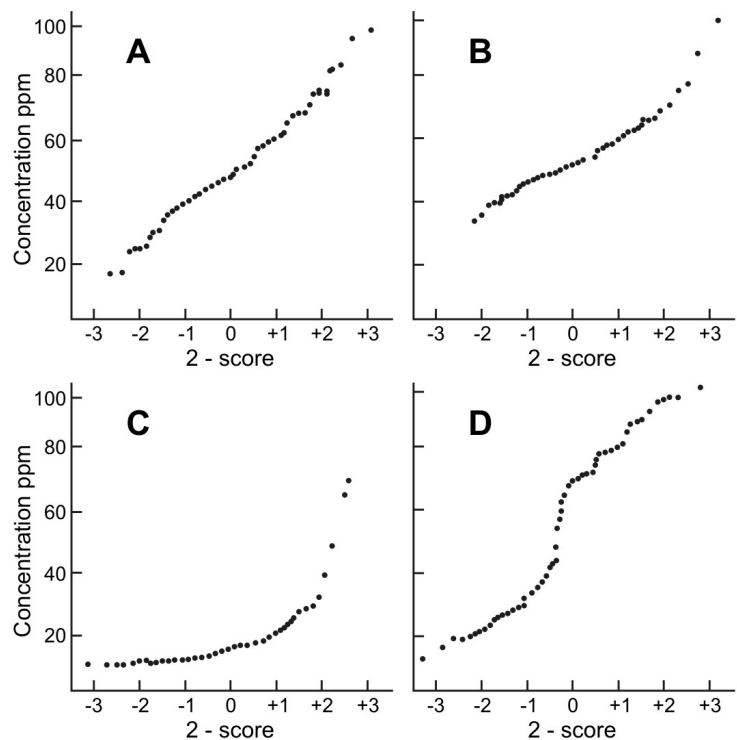 A
B
Concentration ppm
100
80
60
40
20
-3 -2 -1 0 +1 +2 +3
-3 -2 -1 0 +1 +2 +3
2 - score
2 - score
C
D
Concentration ppm
100
80
60
40
20
-3 -2 -1 0 +1 +2 +3
-3 -2 -1 0 +1 +2 +3
2 - score
2 - score